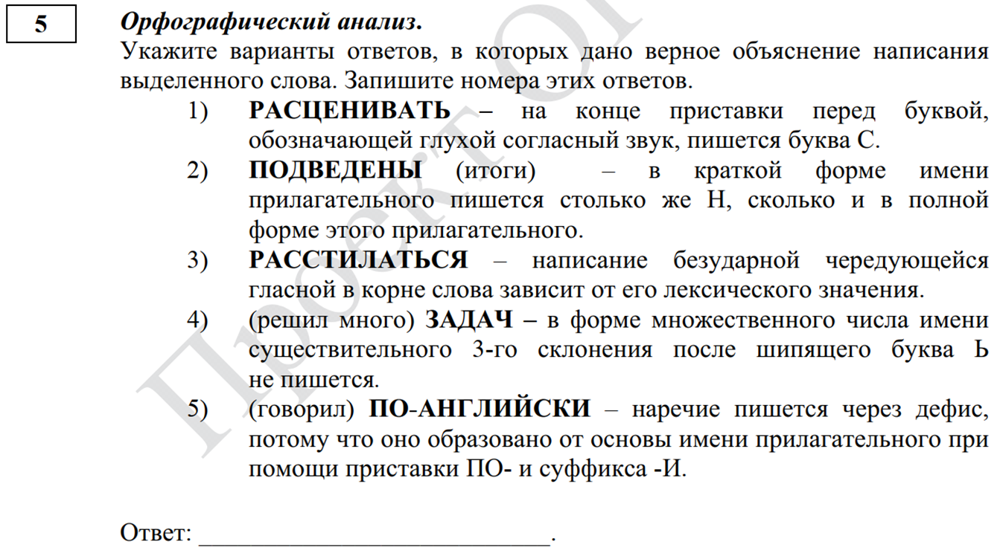 5
Орфографический анализ.
Укажите варианты ответов, в которых дано верное объяснение написания
выделенного слова. Запишите номера этих ответов.
1) РАСЦЕНИВАТЬ – на конце приставки перед буквой,
обозначающей глухой согласный звук, пишется буква С.
2) ПОДВЕДЕНЫ (итоги) – в краткой форме имени
прилагательного пишется столько же Н, сколько и в полной
форме этого прилагательного.
3) РАССТИЛАТЬСЯ – написание безударной чередующейся
гласной в корне слова зависит от его лексического значения.
4) (решил много) ЗАДАЧ – в форме множественного числа имени
существительного 3-го склонения после шипящего буква Ь
не пишется.
5) (говорил) ПО-АНГЛИЙСКИ – наречие пишется через дефис,
потому что оно образовано от основы имени прилагательного при
помощи приставки ПО- и суффикса -И.
Ответ: ___________________________.
Проект